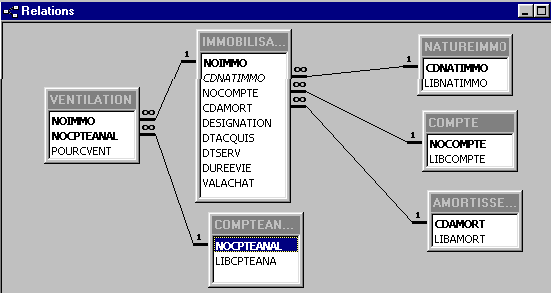 Relations
VENTILATION
NOIMMO
NOCPTEANAL
POURCVENT
IMMOBILISA...
NOIMMO
CDNATIMMO
NOCOMPTE
CDAMORT
DESIGNATION
DTACQUIS
DTSERV
DUREEVIE
VALACHAT
COMPTEAN...
NOCPTEANAL
LIBCPTEANA
NATUREIMMO
CDNATIMMO
LIBNATIMMO
COMPTE
NOCOMPTE
LIBCOMPTE
AMORTISSE...
CDAMORT
LIBAMORT
1
∞
∞
1
∞
∞
∞
1
1
1